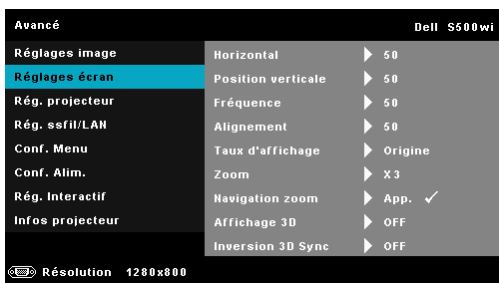 Avancé Dell S500wi
Réglages image
Réglages écran
Rég. projecteur
Rég. ssfil/LAN
Conf. Menu
Conf. Alim.
Rég. Interactif
Infos projecteur
Horizontal 50
Position verticale 50
Fréquence 50
Alignement 50
Taux d'affichage Origine
Zoom X3
Navigation zoom App. ✓
Affichage 3D OFF
Inversion 3D Sync OFF
Résolution 1280x800